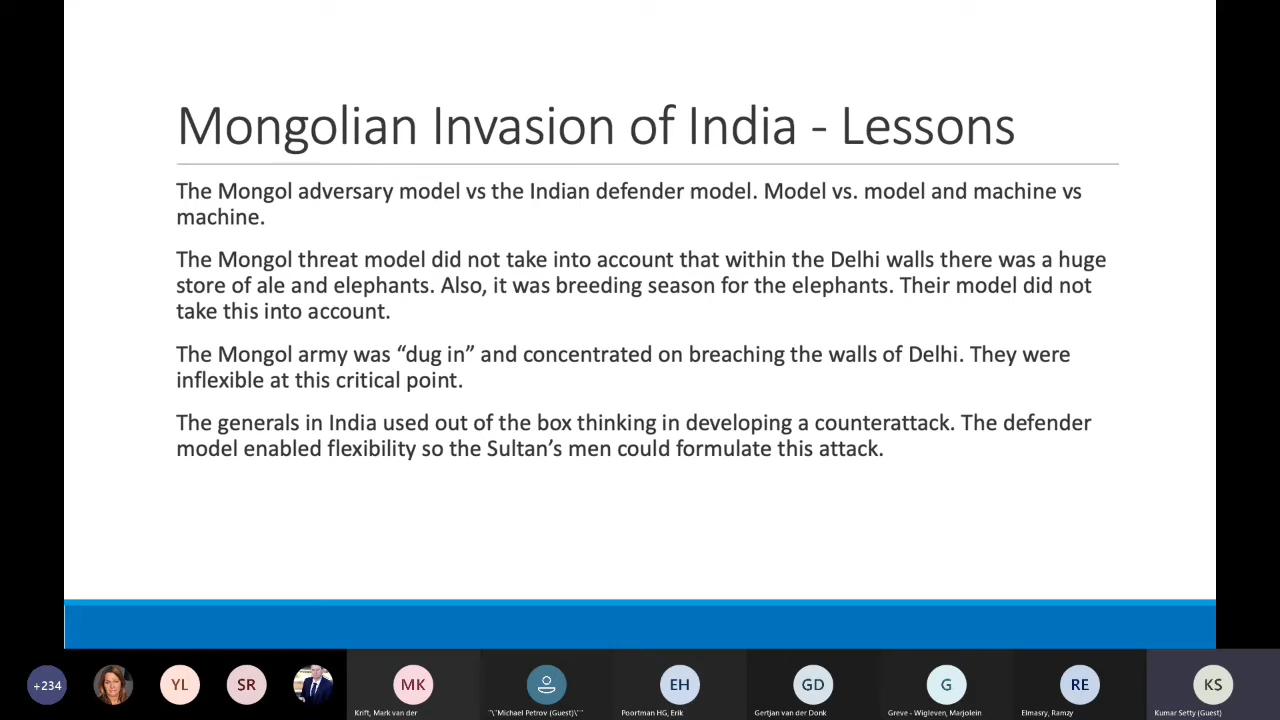 Mongolian Invasion of India - Lessons
The Mongol adversary model vs the Indian defender model. Model vs. model and machine vs
machine.
The Mongol threat model did not take into account that within the Delhi walls there was a huge
store of ale and elephants. Also, it was breeding season for the elephants. Their model did not
take this into account.
The Mongol army was “dug in” and concentrated on breaching the walls of Delhi. They were
inflexible at this critical point.
The generals in India used out of the box thinking in developing a counterattack. The defender
model enabled flexibility so the Sultan’s men could formulate this attack.
+234
YL
SR
MK
EH
GD
G
RE
KS
Krift, Mark van der
"\"Michael Petrov (Guest)\""
Poortman HG, Erik
Gertjan van der Donk
Greve - Wigleven, Marjolein
Elmasry, Ramzy
Kumar Setty (Guest)